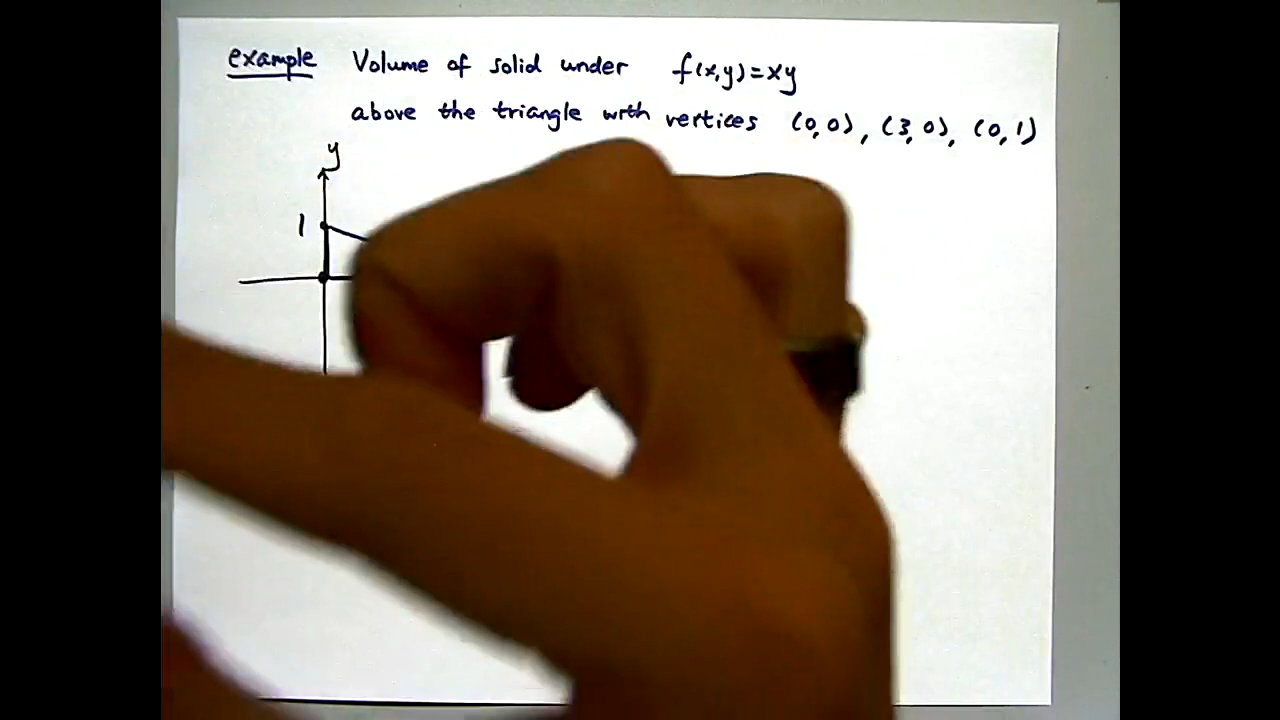 example Volume of solid under f(x,y)=xy
above the triangle with vertices (0,0), (3,0), (0,1)
y
1